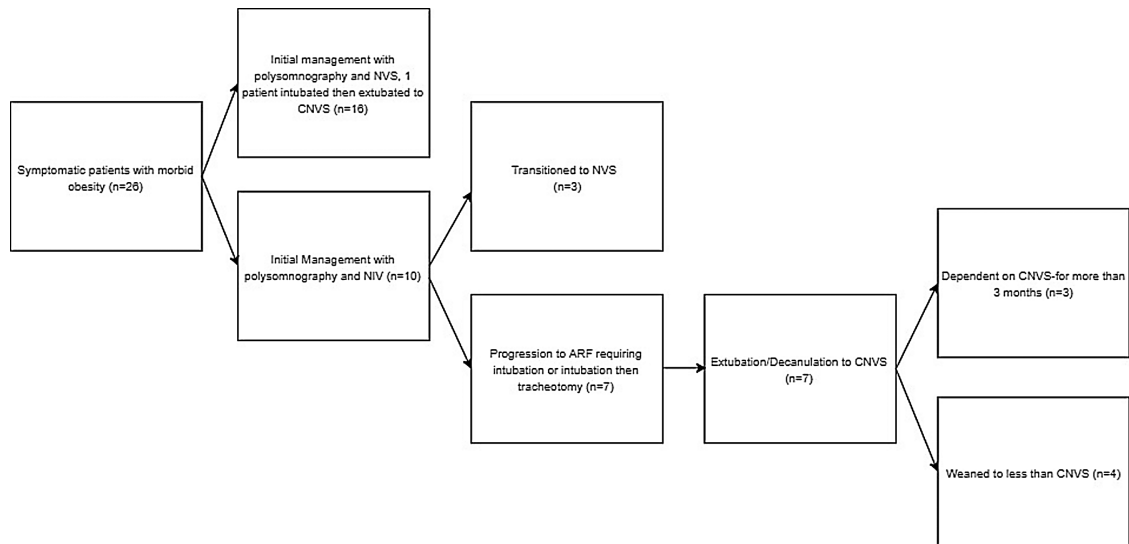 Initial management with
polysomnography and NVS, 1
patient intubated then extubated to
CNVS (n=16)
Symptomatic patients with morbid
obesity (n=26)
Transitioned to NVS
(n=3)
Initial Management with
polysomnography and NIV (n=10)
Dependent on CNVS-for more than
3 months (n=3)
Progression to ARF requiring
intubation or intubation then
tracheotomy (n=7)
Extubation/Decanulation to CNVS
(n=7)
Weaned to less than CNVS (n=4)